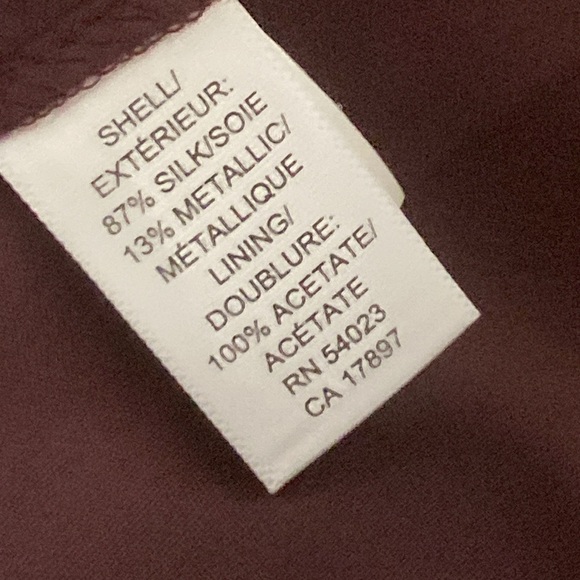 SHELL/
EXTÉRIEUR:
87% SILK/SOIE
13% METALLIC/
MÉTALLIQUE
LINING/
DOUBLURE:
100% ACETATE/
ACÉTATE
RN 54023
CA 17897